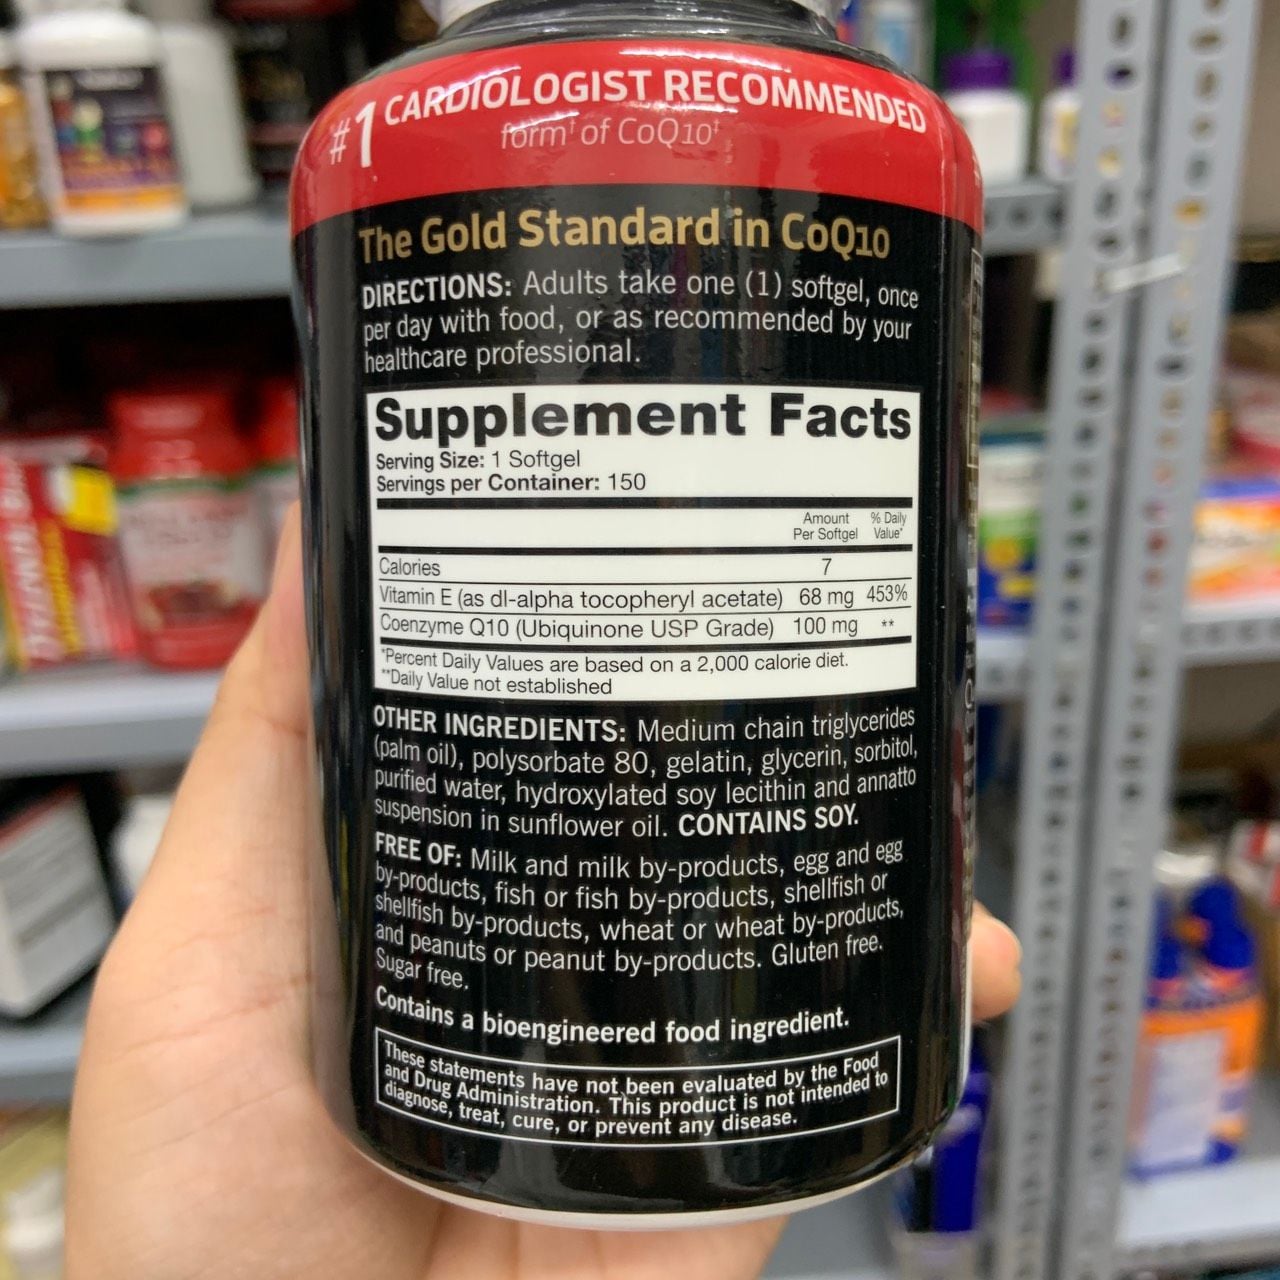 #1 CARDIOLOGIST RECOMMENDED
form† of CoQ10‡
The Gold Standard in CoQ10
DIRECTIONS: Adults take one (1) softgel, once
per day with food, or as recommended by your
healthcare professional.
Supplement Facts
Serving Size: 1 Softgel
Servings per Container: 150
Amount Per Softgel % Daily Value*
Calories 7
Vitamin E (as dl-alpha tocopheryl acetate) 68 mg 453%
Coenzyme Q10 (Ubiquinone USP Grade) 100 mg **
*Percent Daily Values are based on a 2,000 calorie diet.
**Daily Value not established
OTHER INGREDIENTS: Medium chain triglycerides
(palm oil), polysorbate 80, gelatin, glycerin, sorbitol,
purified water, hydroxylated soy lecithin and annatto
suspension in sunflower oil. CONTAINS SOY.
FREE OF: Milk and milk by-products, egg and egg
by-products, fish or fish by-products, shellfish or
shellfish by-products, wheat or wheat by-products,
and peanuts or peanut by-products. Gluten free.
Sugar free.
Contains a bioengineered food ingredient.
These statements have not been evaluated by the Food
and Drug Administration. This product is not intended to
diagnose, treat, cure, or prevent any disease.